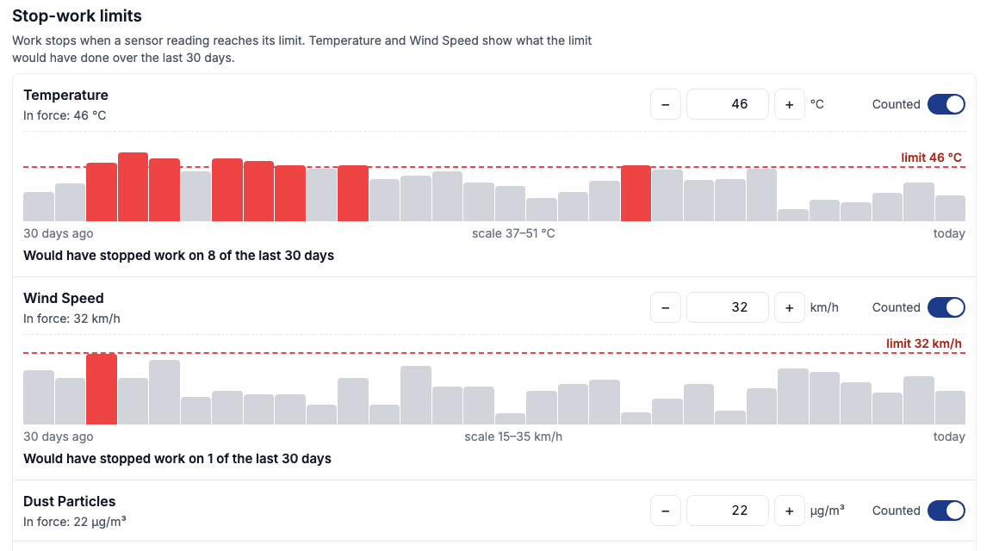 Stop-work limits
Work stops when a sensor reading reaches its limit. Temperature and Wind Speed show what the limit
would have done over the last 30 days.
Temperature
In force: 46 °C
− 46 + °C Counted
limit 46 °C
30 days ago scale 37–51 °C today
Would have stopped work on 8 of the last 30 days
Wind Speed
In force: 32 km/h
− 32 + km/h Counted
limit 32 km/h
30 days ago scale 15–35 km/h today
Would have stopped work on 1 of the last 30 days
Dust Particles
In force: 22 µg/m³
− 22 + µg/m³ Counted